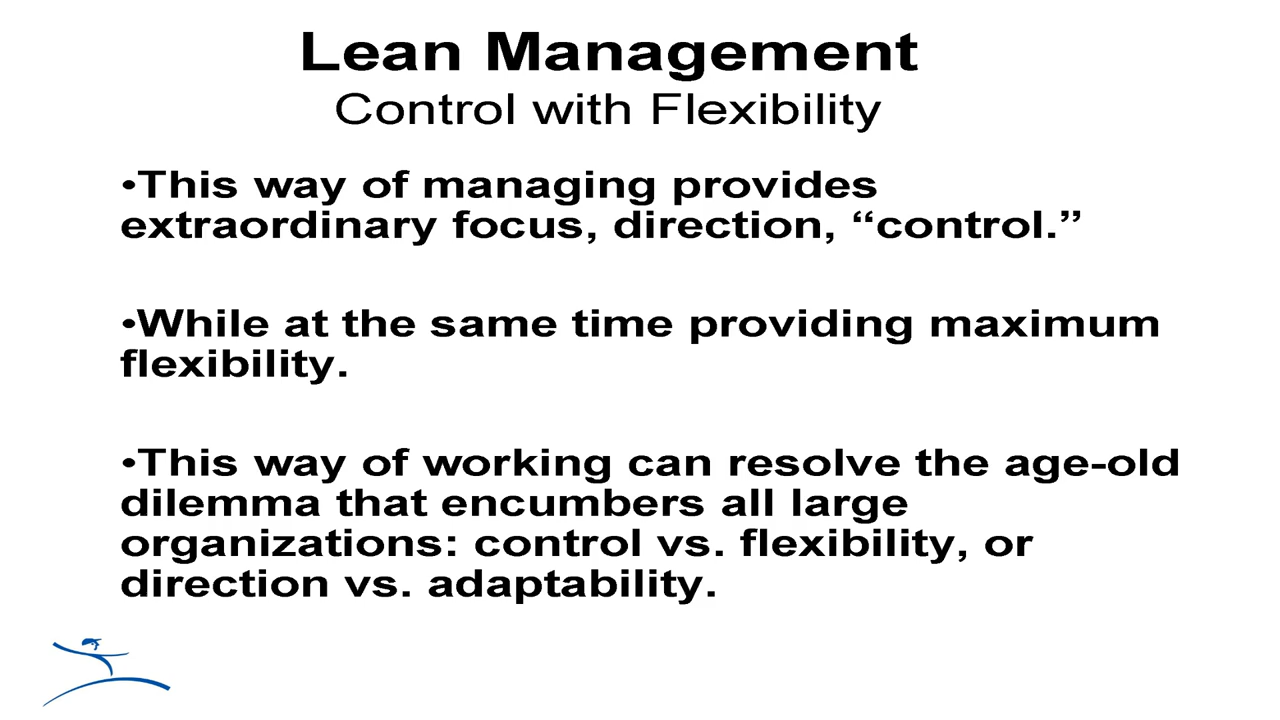 Lean Management
Control with Flexibility
•This way of managing provides
extraordinary focus, direction, “control.”
•While at the same time providing maximum
flexibility.
•This way of working can resolve the age-old
dilemma that encumbers all large
organizations: control vs. flexibility, or
direction vs. adaptability.